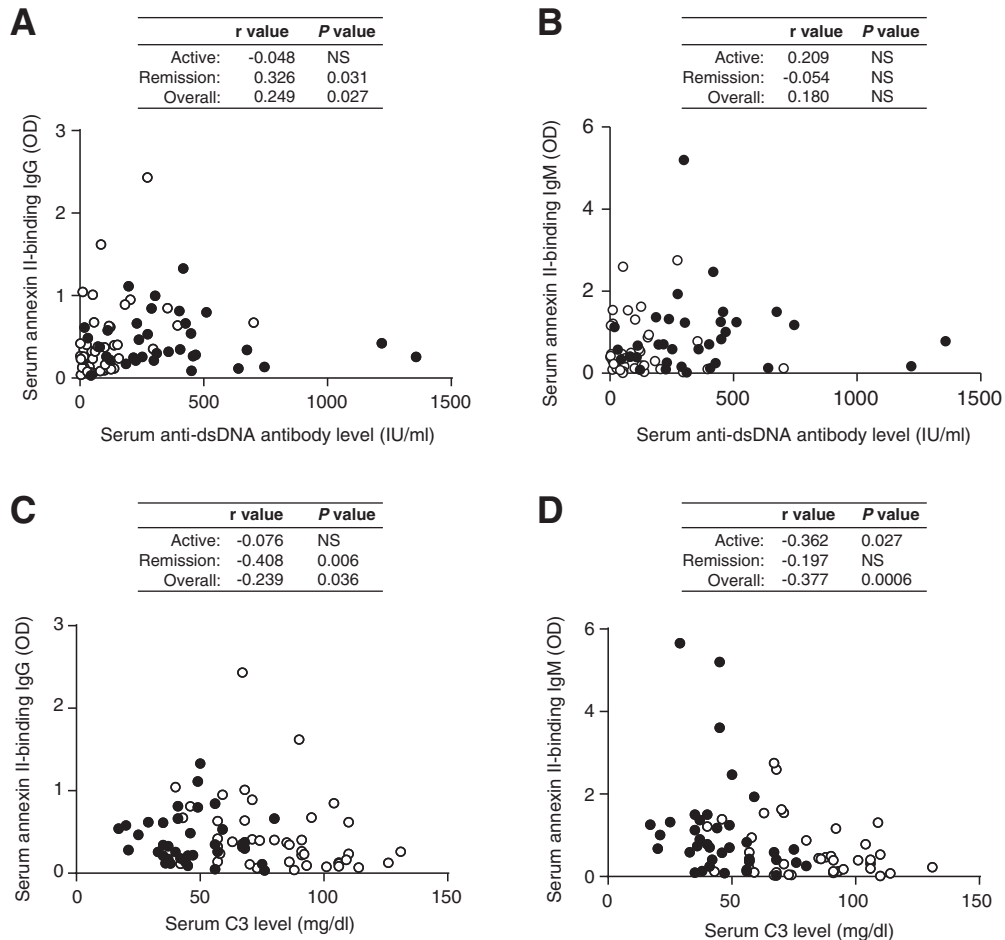 A
r value P value
Active: -0.048 NS
Remission: 0.326 0.031
Overall: 0.249 0.027
3
2
1
0
0 500 1000 1500
Serum annexin II-binding IgG (OD)
Serum anti-dsDNA antibody level (IU/ml)
B
r value P value
Active: 0.209 NS
Remission: -0.054 NS
Overall: 0.180 NS
6
4
2
0
0 500 1000 1500
Serum annexin II-binding IgM (OD)
Serum anti-dsDNA antibody level (IU/ml)
C
r value P value
Active: -0.076 NS
Remission: -0.408 0.006
Overall: -0.239 0.036
3
2
1
0
0 50 100 150
Serum annexin II-binding IgG (OD)
Serum C3 level (mg/dl)
D
r value P value
Active: -0.362 0.027
Remission: -0.197 NS
Overall: -0.377 0.0006
6
4
2
0
0 50 100 150
Serum annexin II-binding IgM (OD)
Serum C3 level (mg/dl)